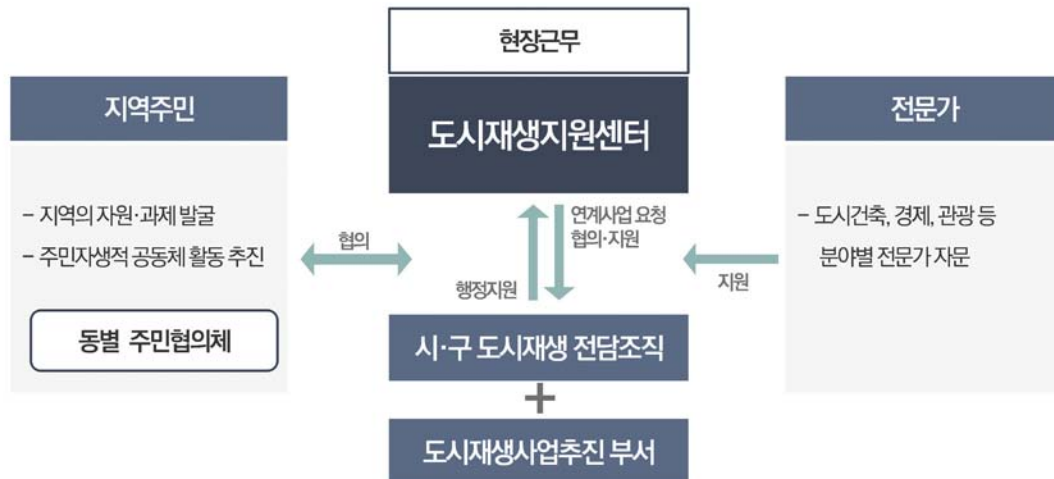 현장근무
도시재생지원센터
지역주민
- 지역의 자원·과제 발굴
- 주민자생적 공동체 활동 추진
동별 주민협의체
협의
연계사업 요청
협의·지원
행정지원
시·구 도시재생 전담조직
+
도시재생사업추진 부서
지원
전문가
- 도시건축, 경제, 관광 등
분야별 전문가 자문